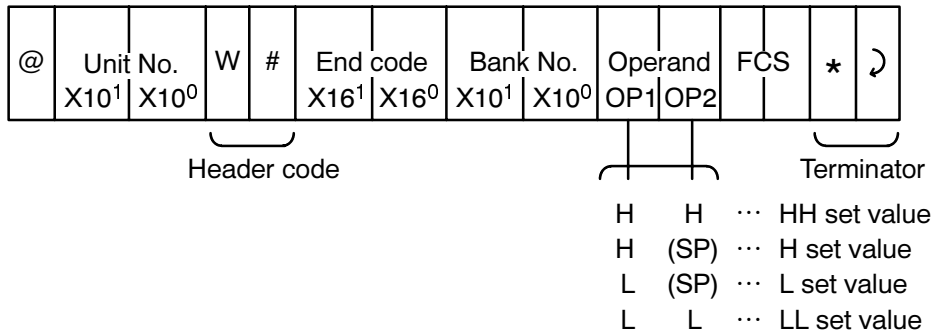 @ Unit No. W # End code Bank No. Operand FCS * ⤸
X10¹ X10⁰ X16¹ X16⁰ X10¹ X10⁰ OP1 OP2
Header code Terminator
H H ··· HH set value
H (SP) ··· H set value
L (SP) ··· L set value
L L ··· LL set value